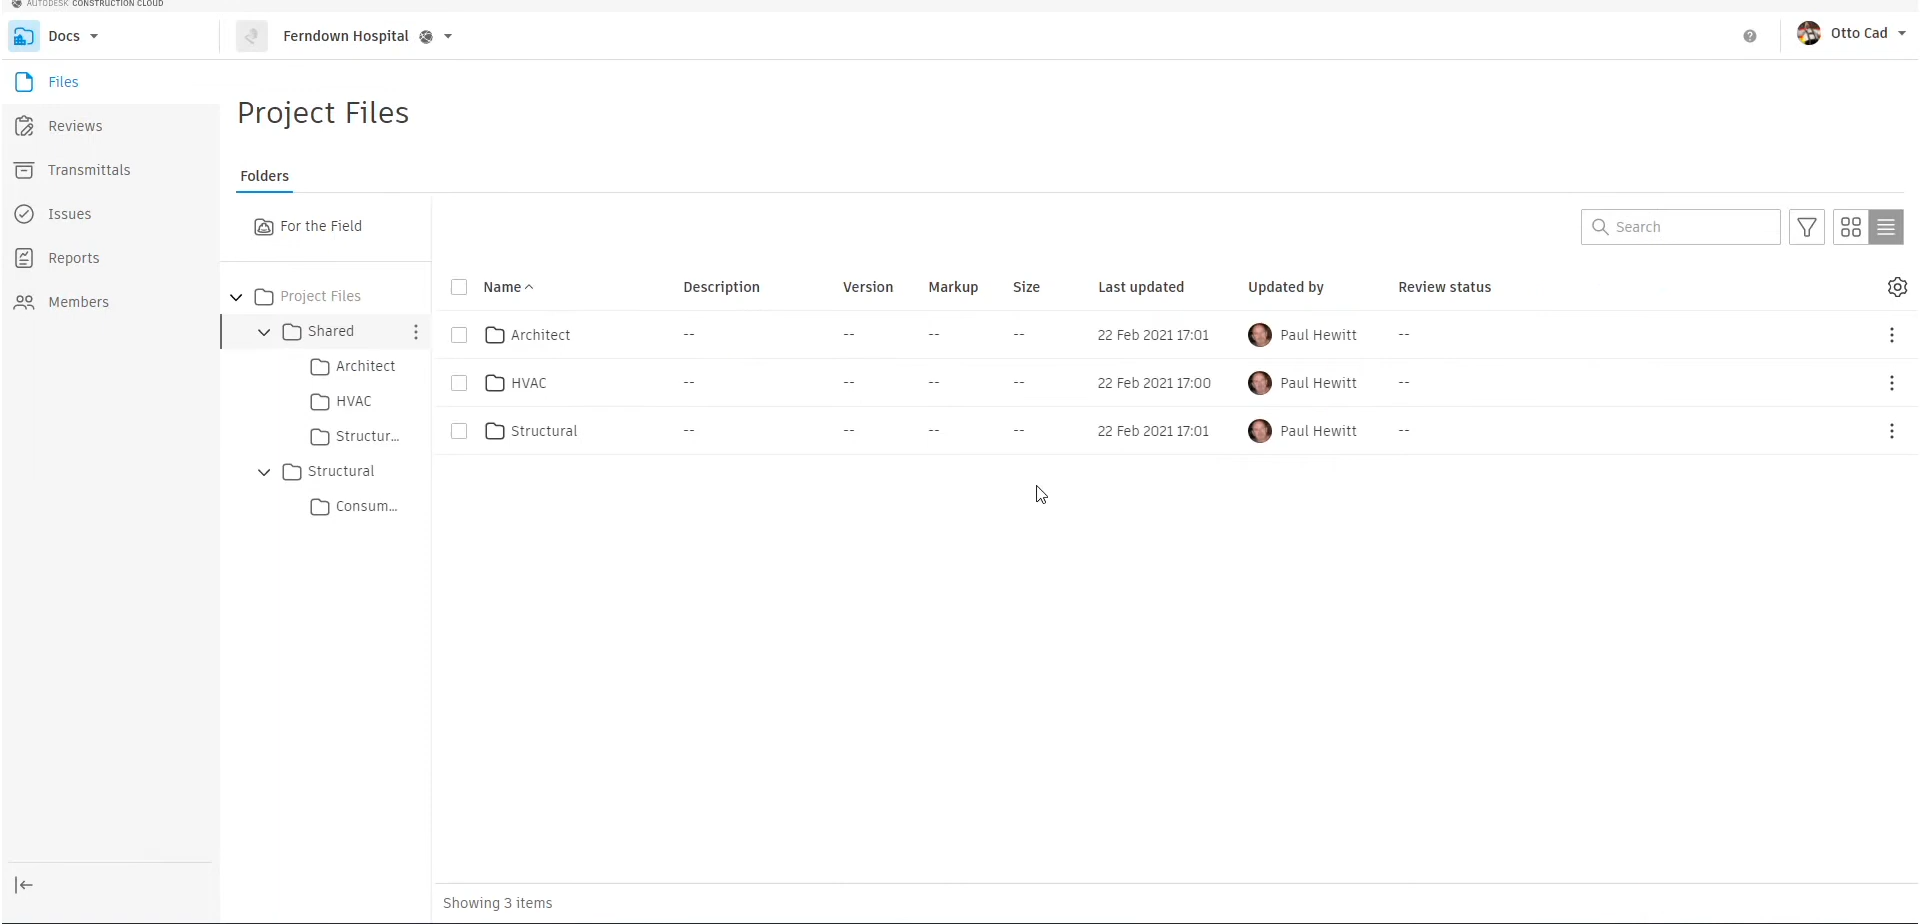 AUTODESK CONSTRUCTION CLOUD
Docs
Ferndown Hospital
Otto Cad
Files
Reviews
Transmittals
Issues
Reports
Members
Project Files
Folders
For the Field
Search
Project Files
Shared
Architect
HVAC
Structur...
Structural
Consum...
Name Description Version Markup Size Last updated Updated by Review status
Architect -- -- -- -- 22 Feb 2021 17:01 Paul Hewitt --
HVAC -- -- -- -- 22 Feb 2021 17:00 Paul Hewitt --
Structural -- -- -- -- 22 Feb 2021 17:01 Paul Hewitt --
Showing 3 items